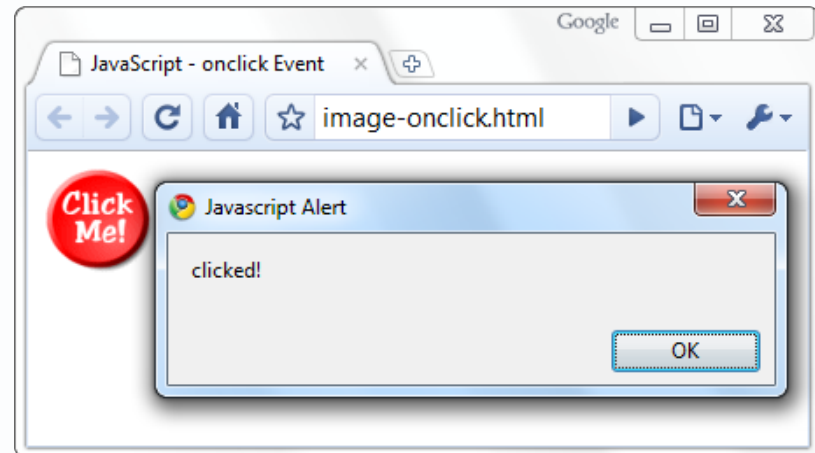 Google
JavaScript - onclick Event
image-onclick.html
Click
Me!
Javascript Alert
clicked!
OK